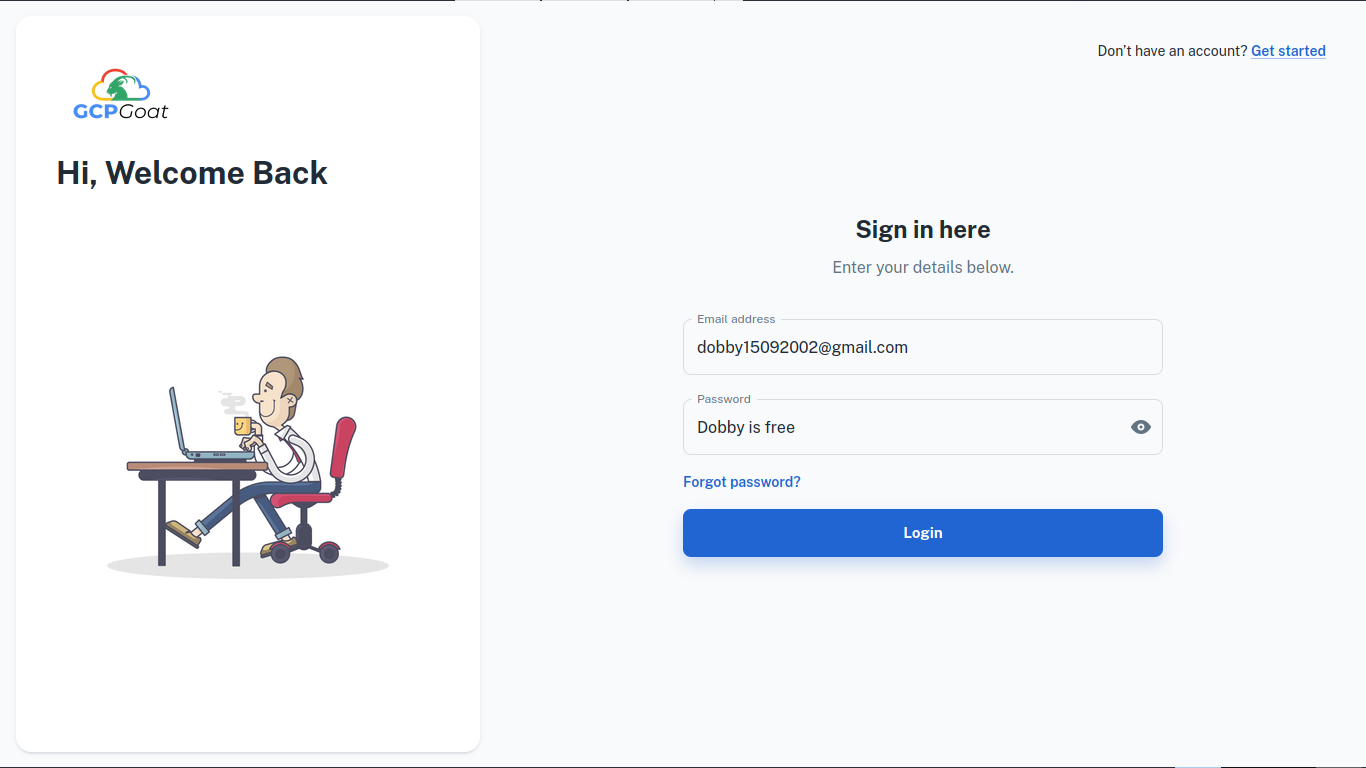 GCPGoat
Hi, Welcome Back
Don't have an account? Get started
Sign in here
Enter your details below.
Email address
dobby15092002@gmail.com
Password
Dobby is free
Forgot password?
Login